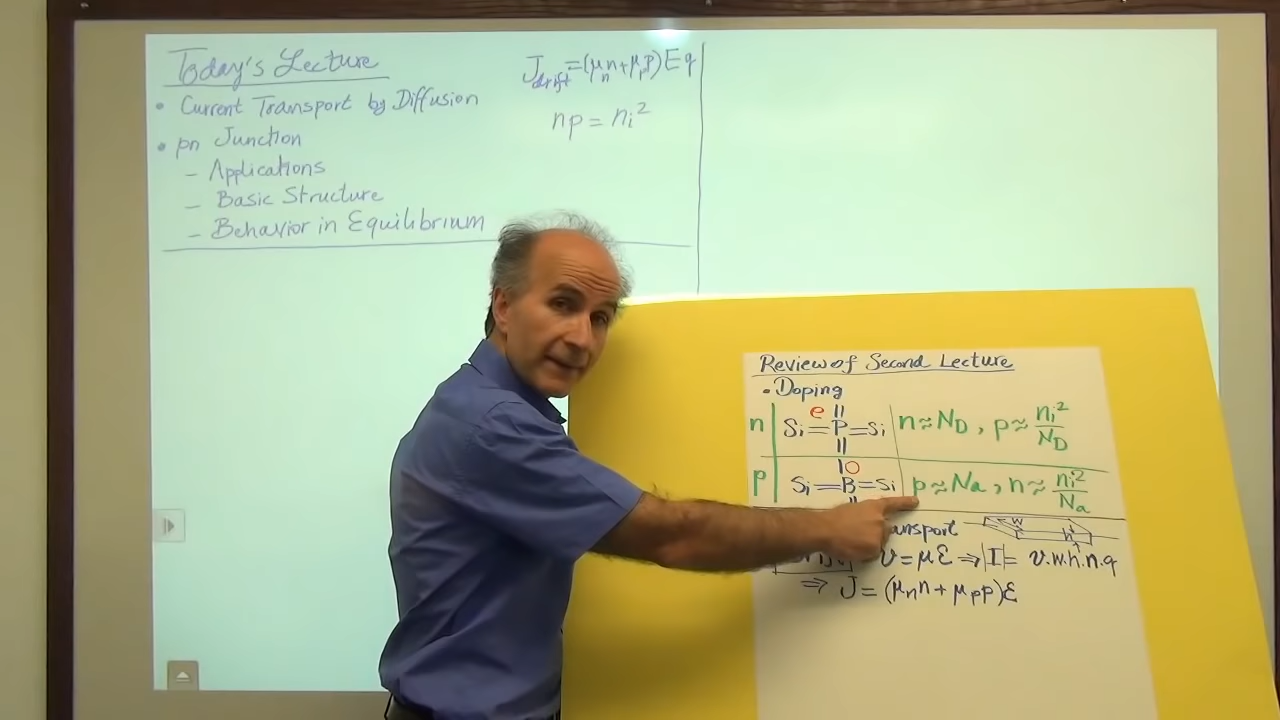 Today's Lecture
• Current Transport by Diffusion
• pn Junction
– Applications
– Basic Structure
– Behavior in Equilibrium
J_drift = (μ_n n + μ_p p) E q
np = n_i²
Review of Second Lecture
• Doping
n Si = P = Si e n ≈ N_D , p ≈ n_i² / N_D
p Si = B = Si p ≈ N_a , n ≈ n_i² / N_a
ansport w h
v = μℰ ⇒ |I| = v.w.h.n.q
⇒ J = (μ_n n + μ_p p)ℰ